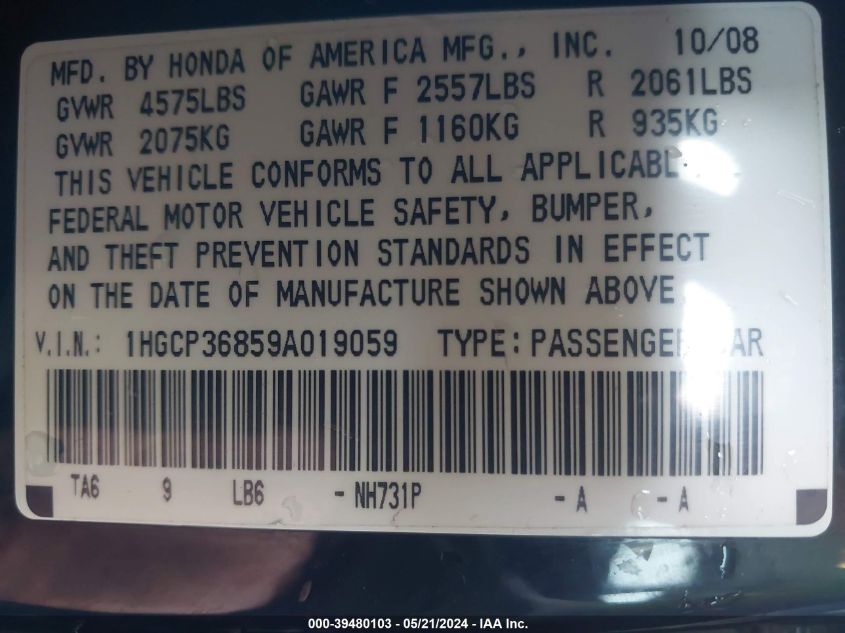 MFD. BY HONDA OF AMERICA MFG., INC. 10/08
GVWR 4575LBS GAWR F 2557LBS R 2061LBS
GVWR 2075KG GAWR F 1160KG R 935KG
THIS VEHICLE CONFORMS TO ALL
FEDERAL MOTOR VEHICLE SAFETY, BUMPER,
AND THEFT PREVENTION STANDARDS IN EFFECT
ON THE DATE OF MANUFACTURE SHOWN ABOVE.
V.I.N.: 1HGCP36859A019059 TYPE: PASSENGER CAR
TA6 9 LB6 - NH731P - A - A
000-39480103 - 05/21/2024 - IAA Inc.